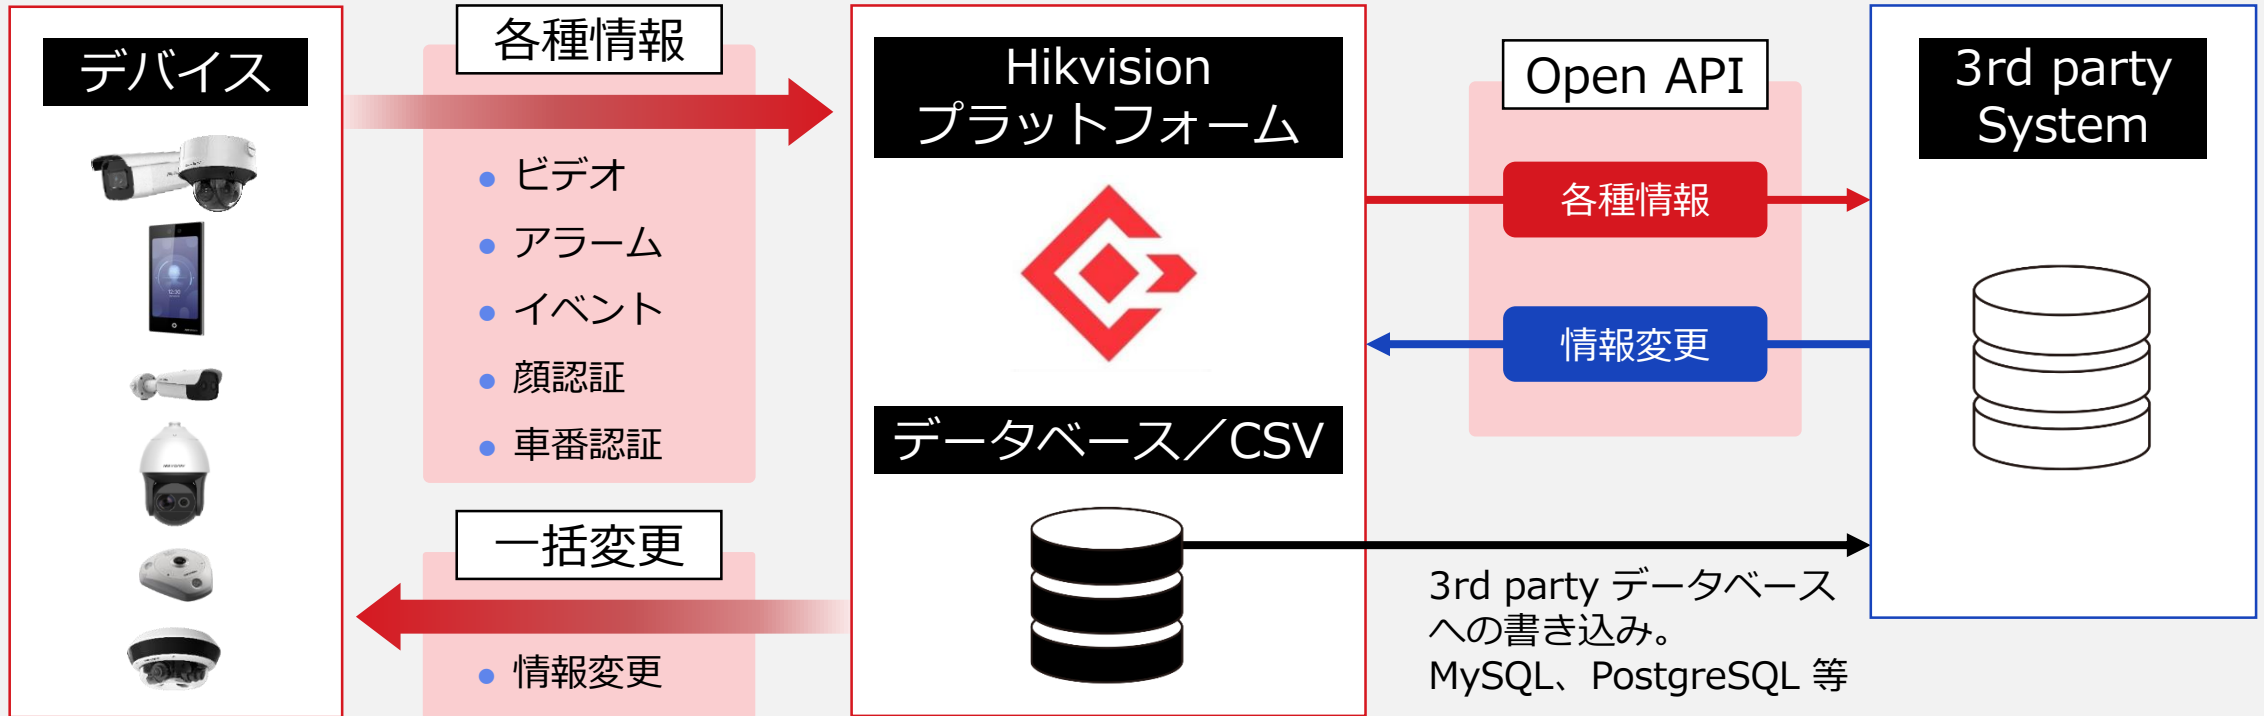 デバイス
各種情報
ビデオ
アラーム
イベント
顔認証
車番認証
一括変更
情報変更
Hikvision
プラットフォーム
データベース／CSV
Open API
各種情報
情報変更
3rd party データベース
への書き込み。
MySQL、PostgreSQL 等
3rd party
System